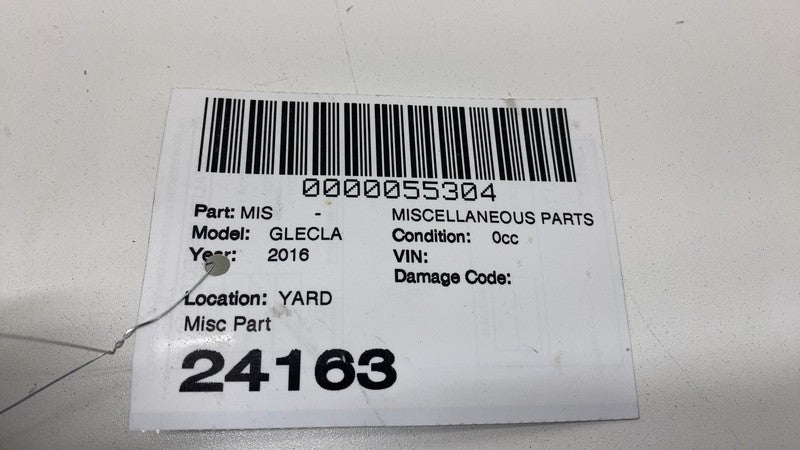 0000055304
Part: MIS - MISCELLANEOUS PARTS
Model: GLECLA Condition: 0cc
Year: 2016 VIN:
Damage Code:
Location: YARD
Misc Part
24163